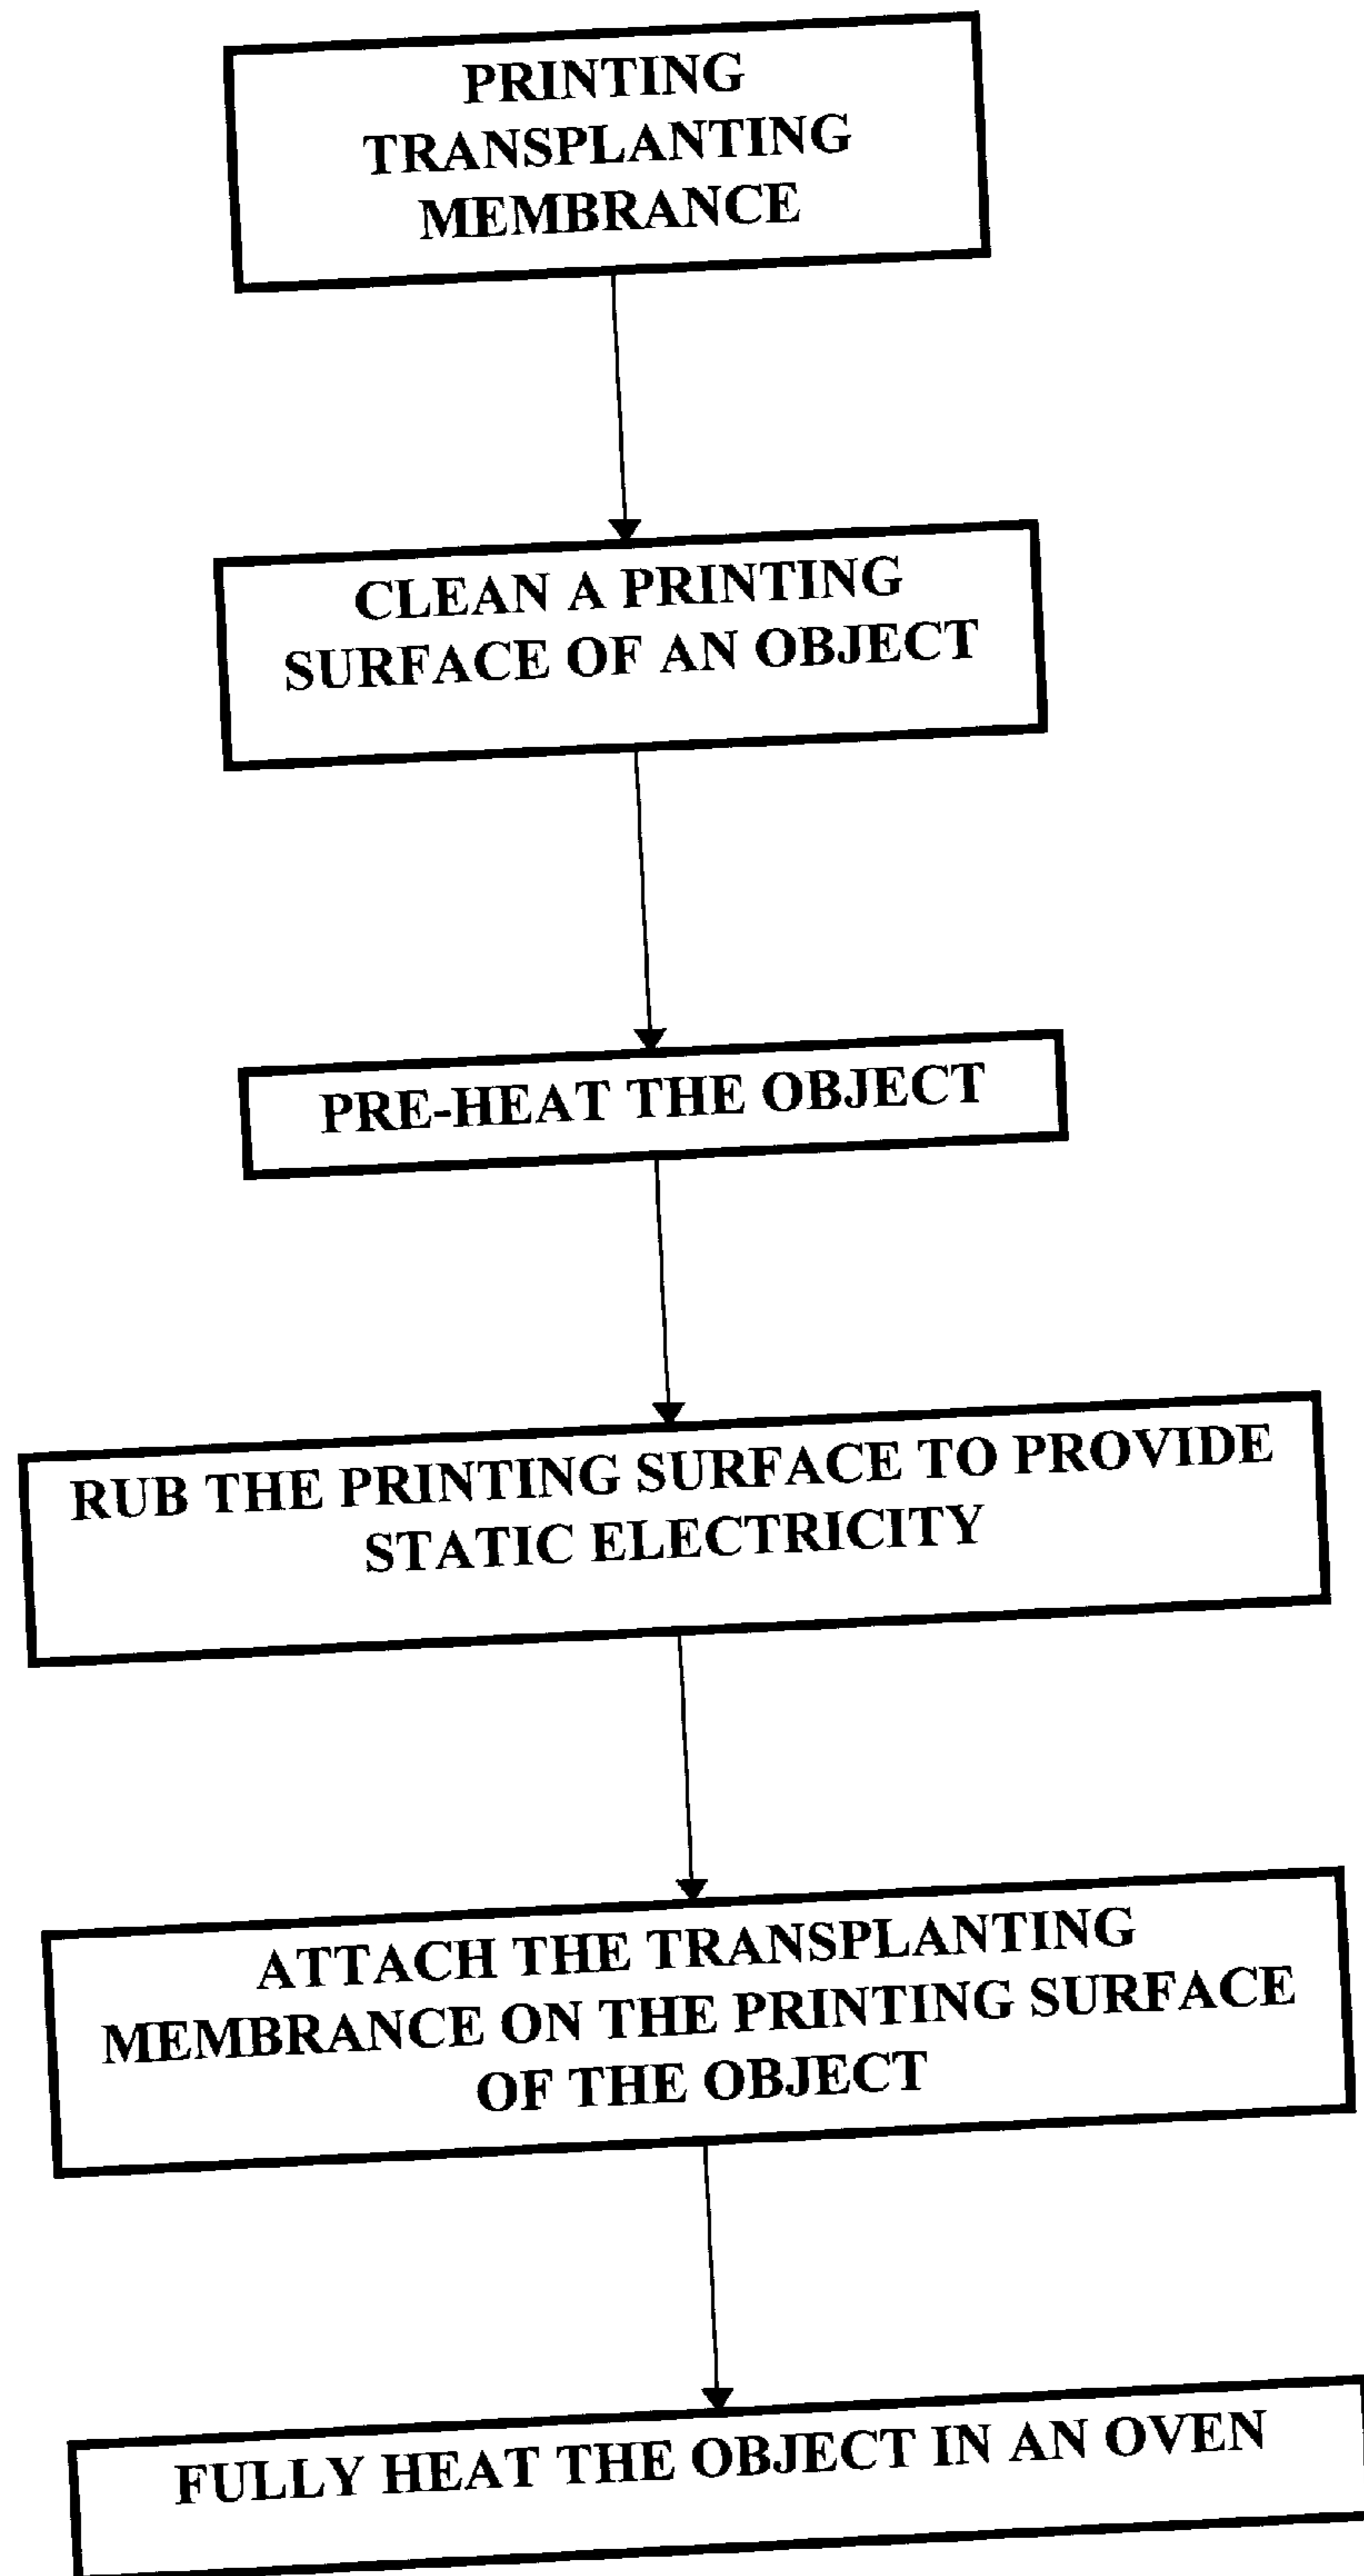 PRINTING
TRANSPLANTING
MEMBRANCE
CLEAN A PRINTING
SURFACE OF AN OBJECT
PRE-HEAT THE OBJECT
RUB THE PRINTING SURFACE TO PROVIDE
STATIC ELECTRICITY
ATTACH THE TRANSPLANTING
MEMBRANCE ON THE PRINTING SURFACE
OF THE OBJECT
FULLY HEAT THE OBJECT IN AN OVEN